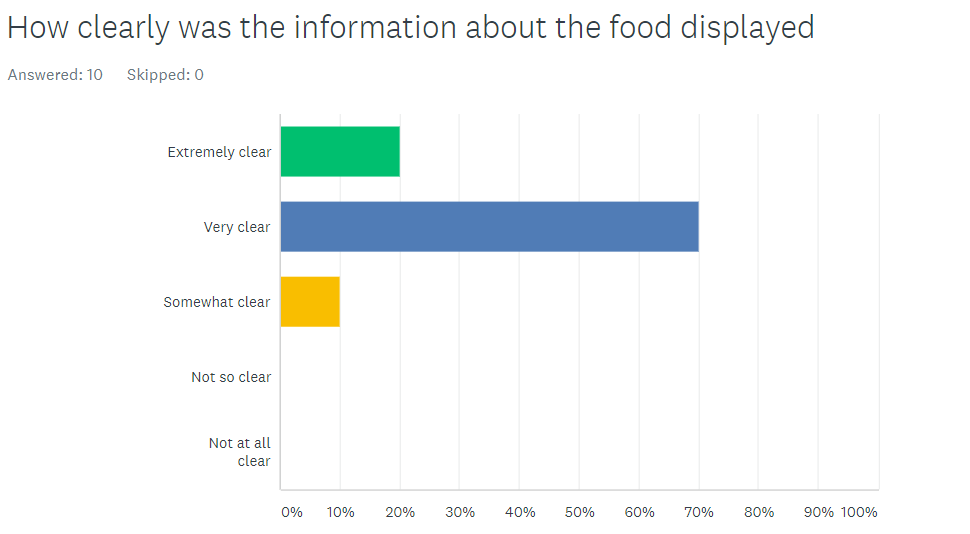 How clearly was the information about the food displayed
Answered: 10 Skipped: 0
Extremely clear
Very clear
Somewhat clear
Not so clear
Not at all
clear
0% 10% 20% 30% 40% 50% 60% 70% 80% 90% 100%